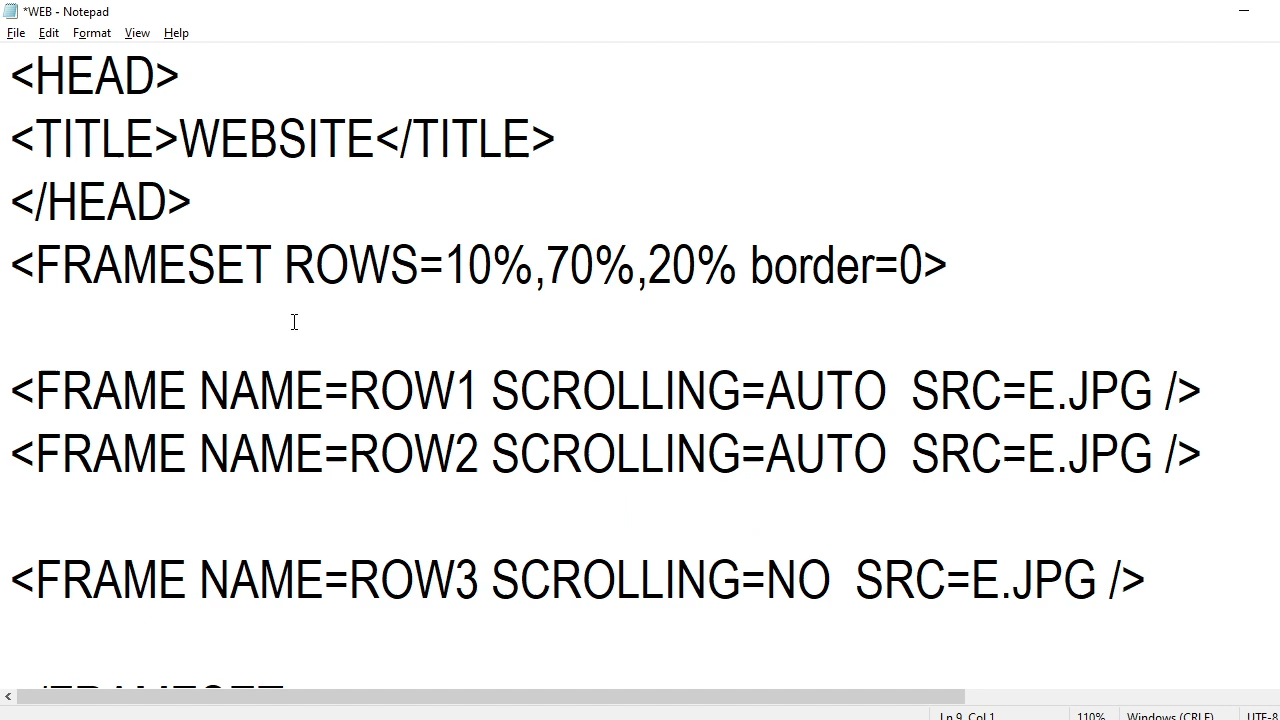 *WEB - Notepad
File Edit Format View Help
<HEAD>
<TITLE>WEBSITE</TITLE>
</HEAD>
<FRAMESET ROWS=10%,70%,20% border=0>
<FRAME NAME=ROW1 SCROLLING=AUTO  SRC=E.JPG />
<FRAME NAME=ROW2 SCROLLING=AUTO  SRC=E.JPG />
<FRAME NAME=ROW3 SCROLLING=NO  SRC=E.JPG />
Ln 9, Col 1 110% Windows (CRLF) UTF-8